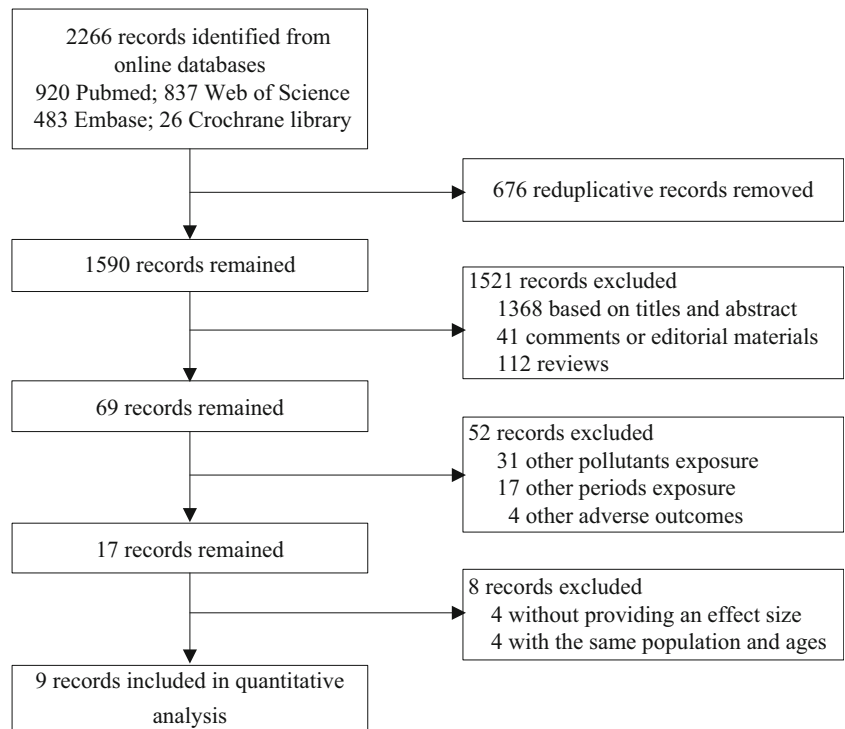 2266 records identified from
online databases
920 Pubmed; 837 Web of Science
483 Embase; 26 Crochrane library
676 reduplicative records removed
1590 records remained
1521 records excluded
1368 based on titles and abstract
41 comments or editorial materials
112 reviews
69 records remained
52 records excluded
31 other pollutants exposure
17 other periods exposure
4 other adverse outcomes
17 records remained
8 records excluded
4 without providing an effect size
4 with the same population and ages
9 records included in quantitative
analysis